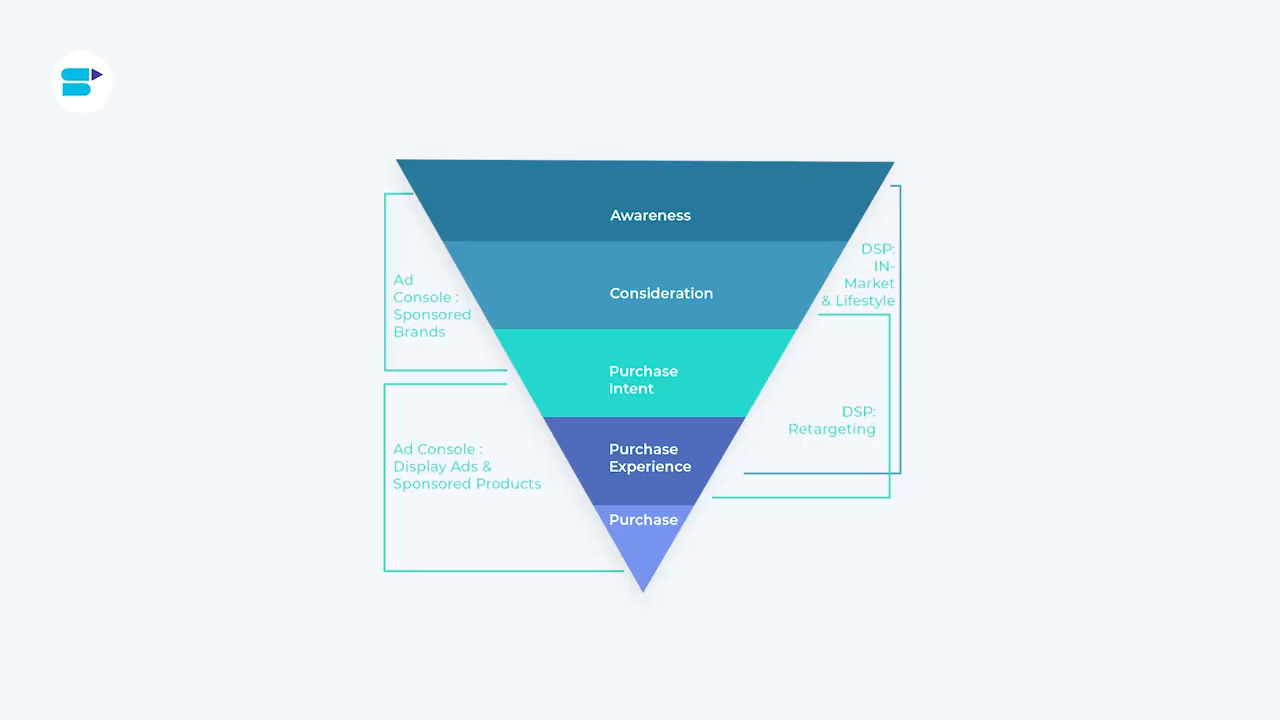 Awareness
Consideration
Purchase
Intent
Purchase
Experience
Purchase
Ad
Console :
Sponsored
Brands
Ad Console :
Display Ads &
Sponsored Products
DSP:
IN-
Market
& Lifestyle
DSP:
Retargeting